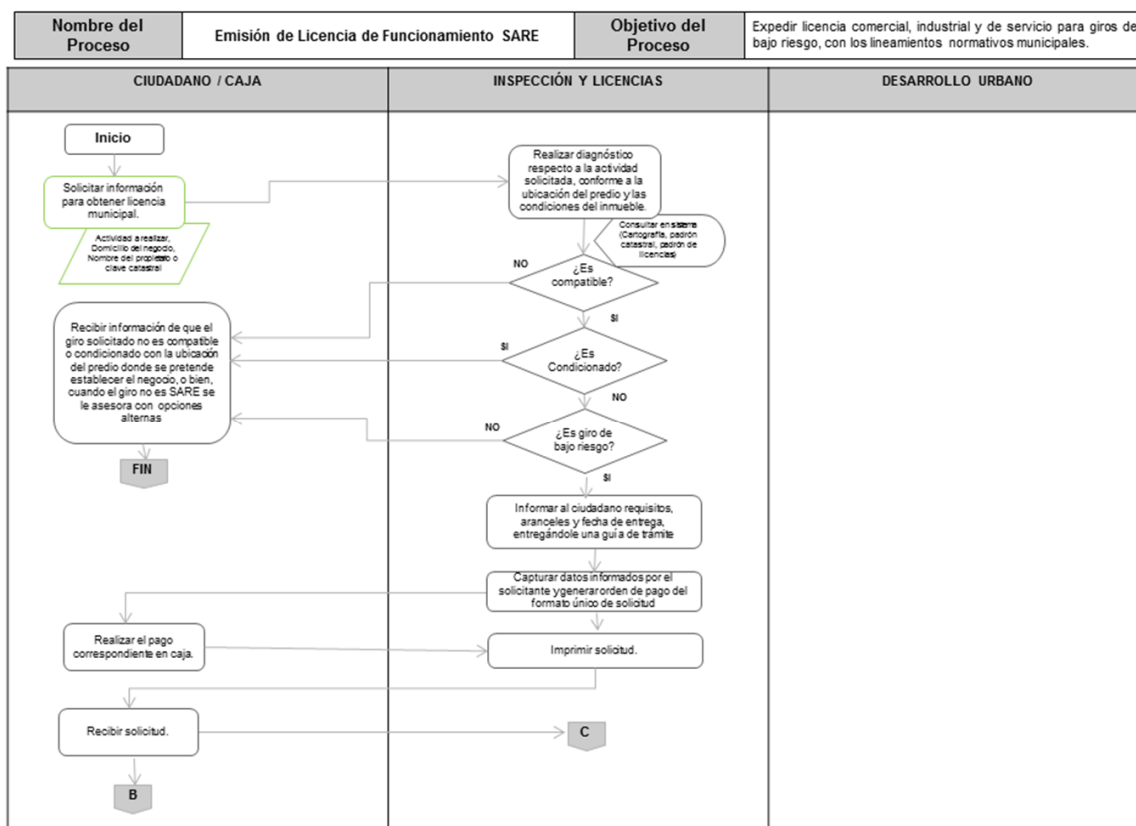 Nombre del
Proceso
Emisión de Licencia de Funcionamiento SARE
Objetivo del
Proceso
Expedir licencia comercial, industrial y de servicio para giros de
bajo riesgo, con los lineamientos normativos municipales.
CIUDADANO / CAJA
INSPECCIÓN Y LICENCIAS
DESARROLLO URBANO
Inicio
Solicitar información
para obtener licencia
municipal.
Actividad a realizar,
Domicilio del negocio,
Nombre del propietario o
clave catastral
Realizar diagnóstico
respecto a la actividad
solicitada, conforme a la
ubicación del predio y las
condiciones del inmueble.
Consultar en sistema
(Cartografía, padrón
catastral, padrón de
licencias)
NO
¿Es
compatible?
SI
Recibir información de que el
giro solicitado no es compatible
o condicionado con la ubicación
del predio donde se pretende
establecer el negocio, o bien,
cuando el giro no es SARE se
le asesora con opciones
alternas
SI
¿Es
Condicionado?
NO
NO
¿Es giro de
bajo riesgo?
SI
FIN
Informar al ciudadano requisitos,
aranceles y fecha de entrega,
entregándole una guía de trámite
Capturar datos informados por el
solicitante y generar orden de pago del
formato único de solicitud
Realizar el pago
correspondiente en caja.
Imprimir solicitud.
Recibir solicitud.
C
B